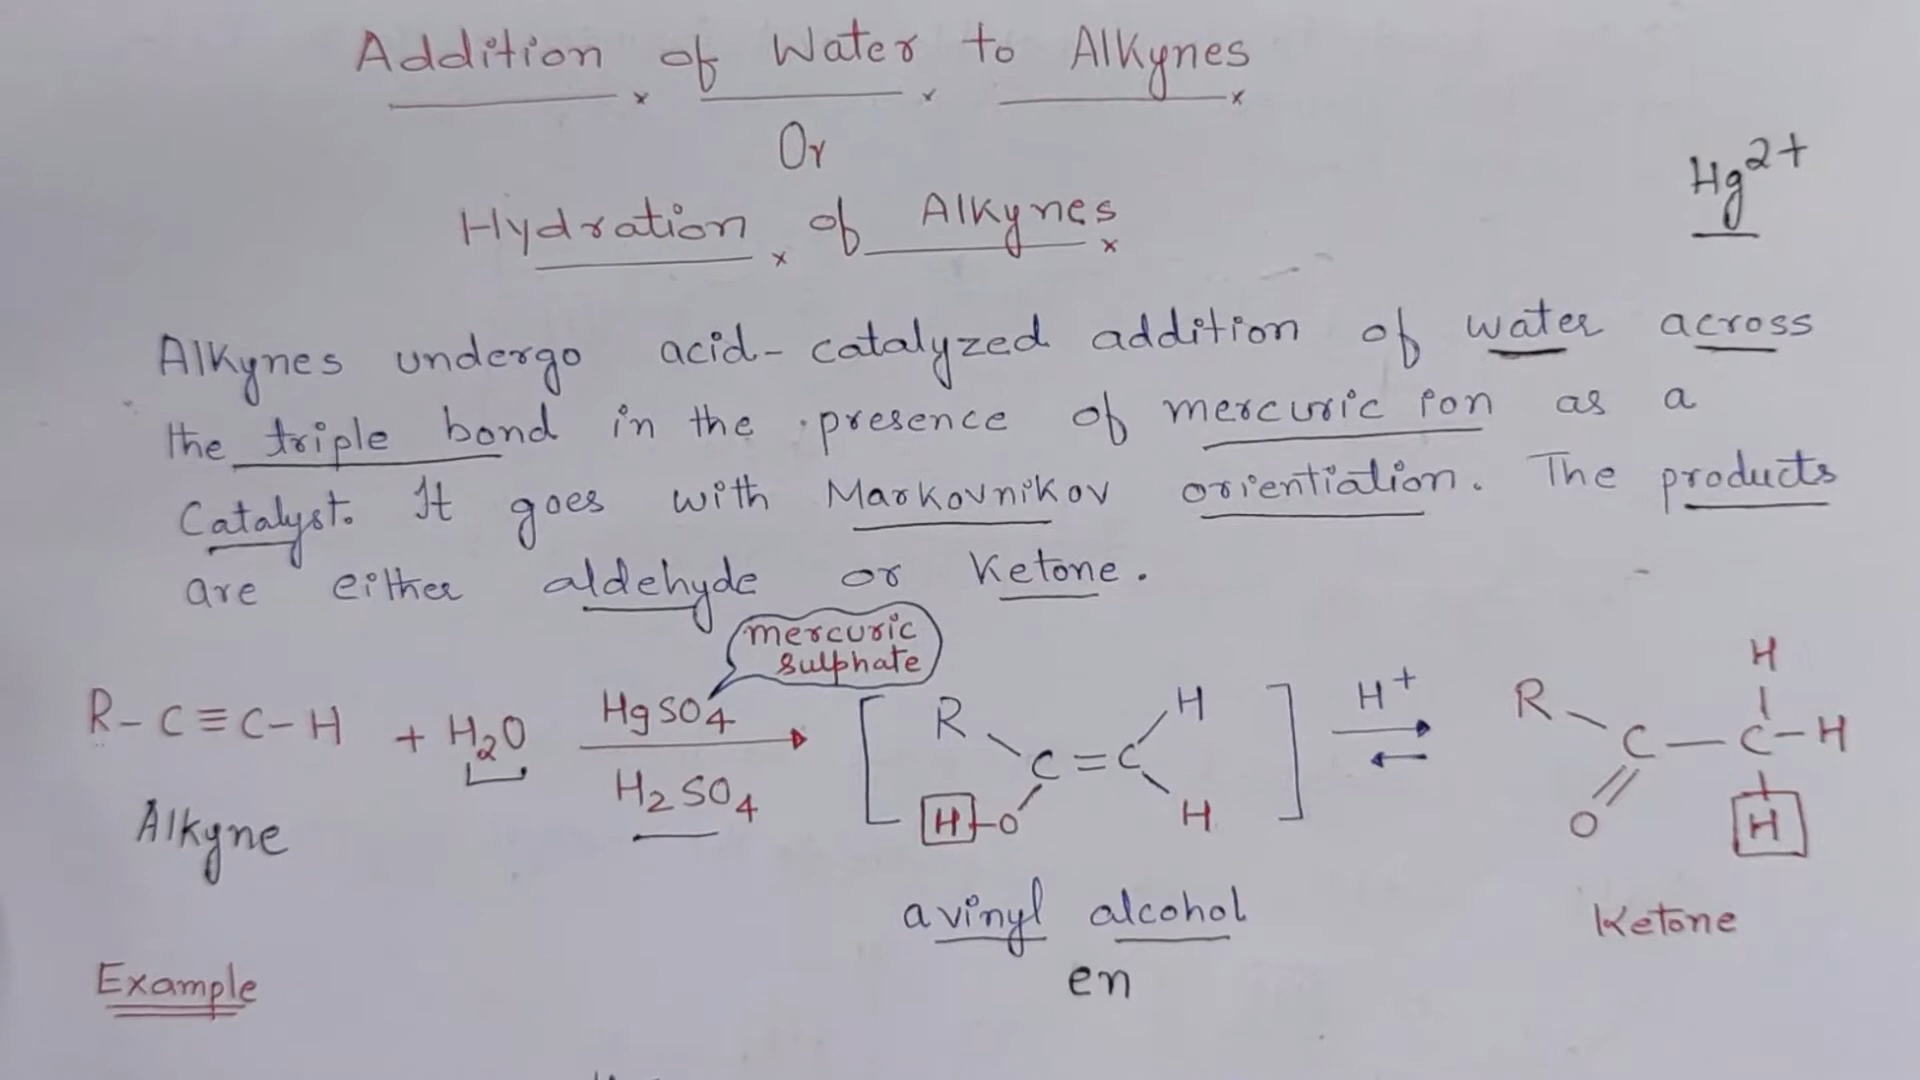 Addition of Water to Alkynes
Or
Hydration of Alkynes
Hg2+
Alkynes undergo acid-catalyzed addition of water across
the triple bond in the presence of mercuric ion as a
Catalyst. It goes with Markovnikov orientiation. The products
are either aldehyde or Ketone.
mercuric
sulphate
R-C≡C-H + H2O HgSO4 H2SO4 [ R C=C H H-O H ] H+ R C-C-H H O H
Alkyne
a vinyl alcohol
en
Ketone
Example